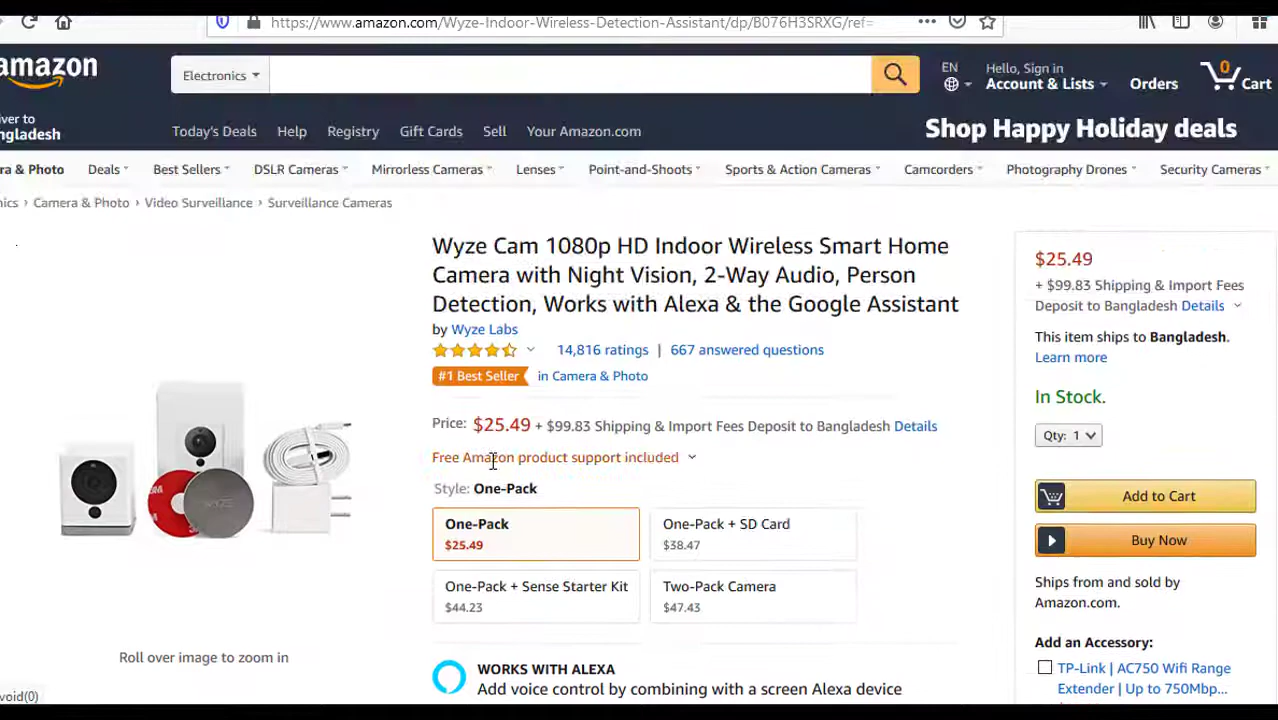 https://www.amazon.com/Wyze-Indoor-Wireless-Detection-Assistant/dp/B076H3SRXG/ref=
amazon
Electronics
EN
Hello, Sign in
Account & Lists
Orders
0
Cart
iver to
ngladesh
Today's Deals
Help
Registry
Gift Cards
Sell
Your Amazon.com
Shop Happy Holiday deals
ra & Photo
Deals
Best Sellers
DSLR Cameras
Mirrorless Cameras
Lenses
Point-and-Shoots
Sports & Action Cameras
Camcorders
Photography Drones
Security Cameras
nics › Camera & Photo › Video Surveillance › Surveillance Cameras
Wyze Cam 1080p HD Indoor Wireless Smart Home
Camera with Night Vision, 2-Way Audio, Person
Detection, Works with Alexa & the Google Assistant
by Wyze Labs
14,816 ratings | 667 answered questions
#1 Best Seller in Camera & Photo
Price: $25.49 + $99.83 Shipping & Import Fees Deposit to Bangladesh Details
Free Amazon product support included
Style: One-Pack
One-Pack
$25.49
One-Pack + SD Card
$38.47
One-Pack + Sense Starter Kit
$44.23
Two-Pack Camera
$47.43
WORKS WITH ALEXA
Add voice control by combining with a screen Alexa device
WYZE
Roll over image to zoom in
void(0)
$25.49
+ $99.83 Shipping & Import Fees
Deposit to Bangladesh Details
This item ships to Bangladesh.
Learn more
In Stock.
Qty: 1
Add to Cart
Buy Now
Ships from and sold by
Amazon.com.
Add an Accessory:
TP-Link | AC750 Wifi Range
Extender | Up to 750Mbp...